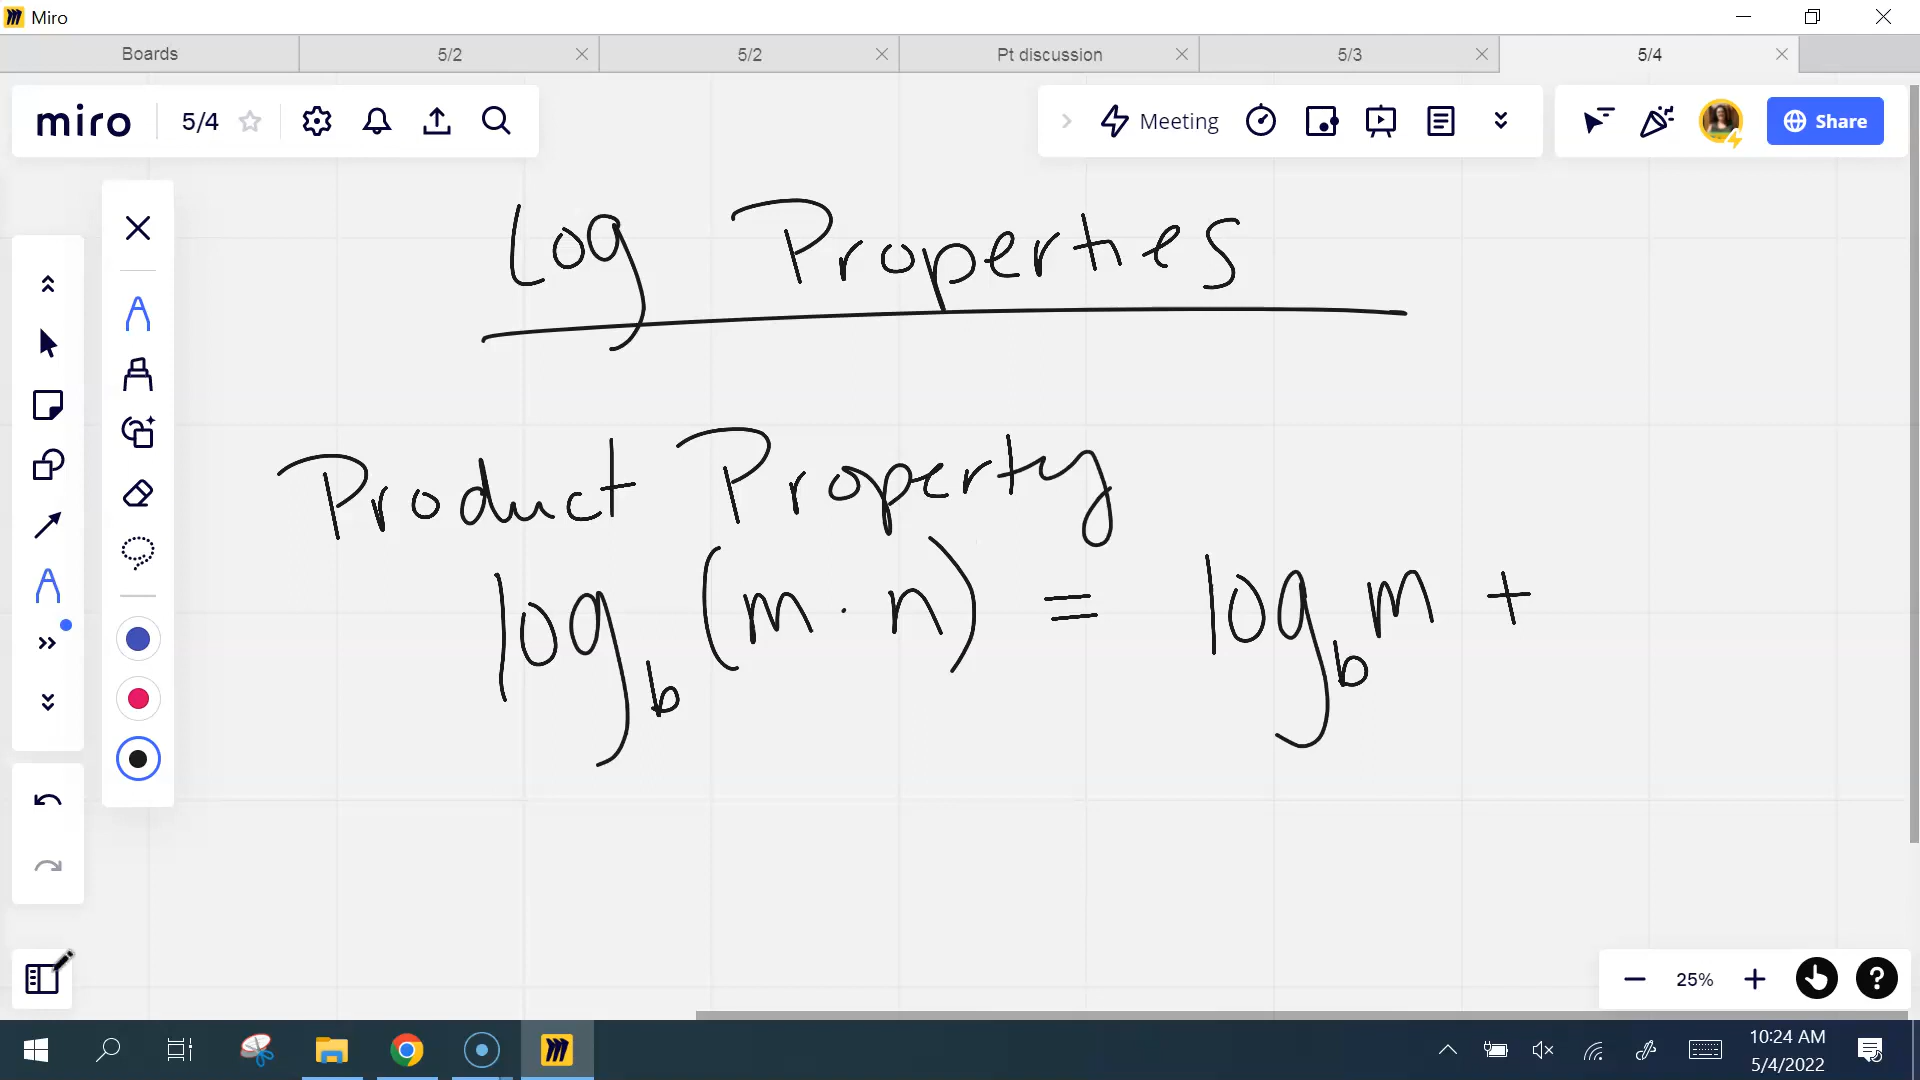 Miro
Boards 5/2 5/2 Pt discussion 5/3 5/4
miro 5/4 Meeting Share
Log Properties
Product Property
log_b (m · n) = log_b m +
25%
10:24 AM
5/4/2022